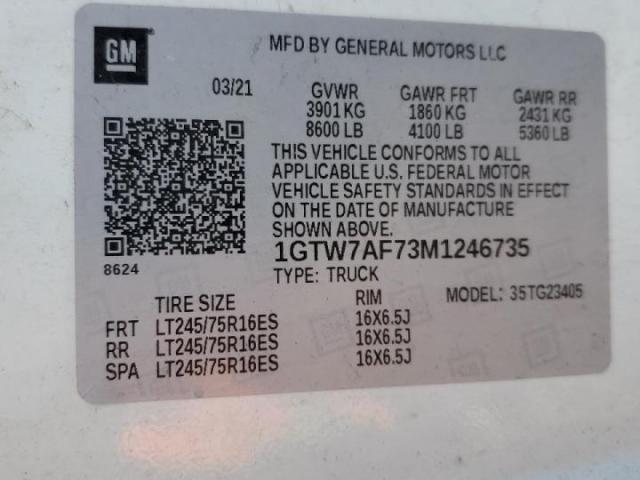 GM
MFD BY GENERAL MOTORS LLC
03/21 GVWR GAWR FRT GAWR RR
3901 KG 1860 KG 2431 KG
8600 LB 4100 LB 5360 LB
THIS VEHICLE CONFORMS TO ALL
APPLICABLE U.S. FEDERAL MOTOR
VEHICLE SAFETY STANDARDS IN EFFECT
ON THE DATE OF MANUFACTURE
SHOWN ABOVE.
1GTW7AF73M1246735
8624
TYPE: TRUCK
TIRE SIZE RIM MODEL: 35TG23405
FRT LT245/75R16ES 16X6.5J
RR LT245/75R16ES 16X6.5J
SPA LT245/75R16ES 16X6.5J